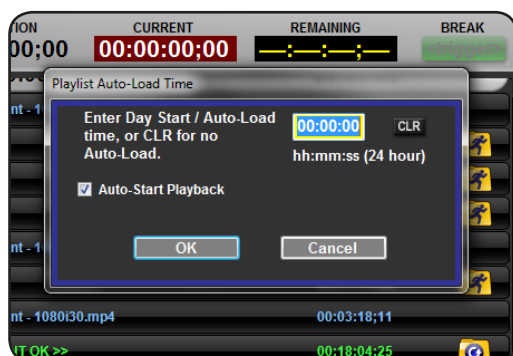 TION CURRENT REMAINING BREAK
00;00 00:00:00;00 —:—:—;— <trigger>
Playlist Auto-Load Time
nt - 1
Enter Day Start / Auto-Load
time, or CLR for no
Auto-Load.
00:00:00 CLR
hh:mm:ss (24 hour)
Auto-Start Playback
nt - 1
OK Cancel
nt - 1080i30.mp4 00:03:18;11
IT OK >> 00:18:04;25